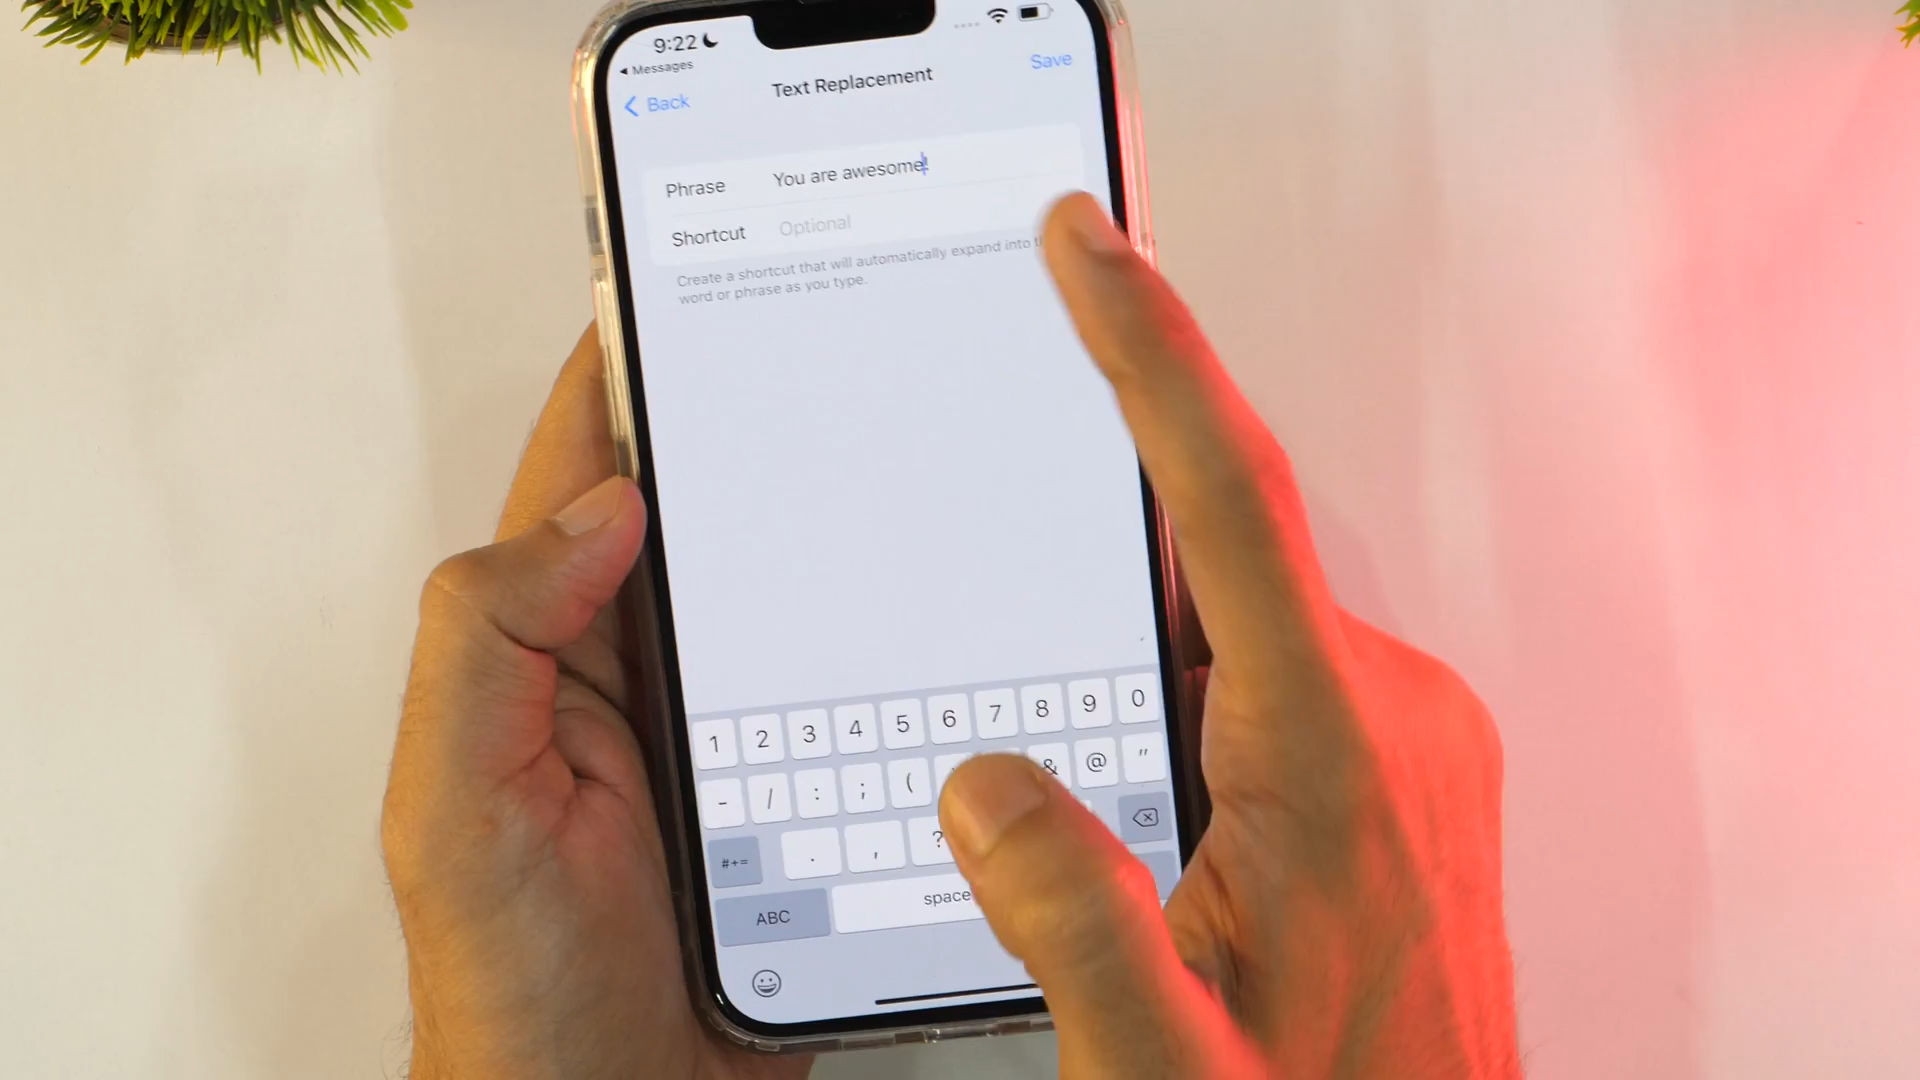 9:22
Messages
Back
Text Replacement
Save
Phrase You are awesome!
Shortcut Optional
Create a shortcut that will automatically expand into
word or phrase as you type.
1 2 3 4 5 6 7 8 9 0
- / : ; ( & @ "
#+= . , ?
ABC space